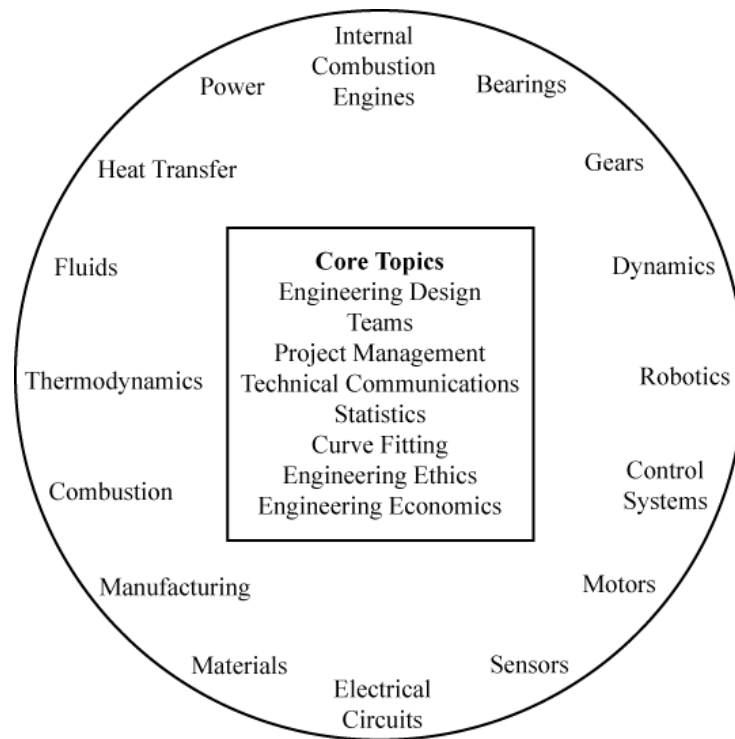 Internal
Combustion
Engines
Power
Bearings
Heat Transfer
Gears
Fluids
Dynamics
Core Topics
Engineering Design
Teams
Project Management
Technical Communications
Statistics
Curve Fitting
Engineering Ethics
Engineering Economics
Thermodynamics
Robotics
Combustion
Control
Systems
Manufacturing
Motors
Materials
Sensors
Electrical
Circuits